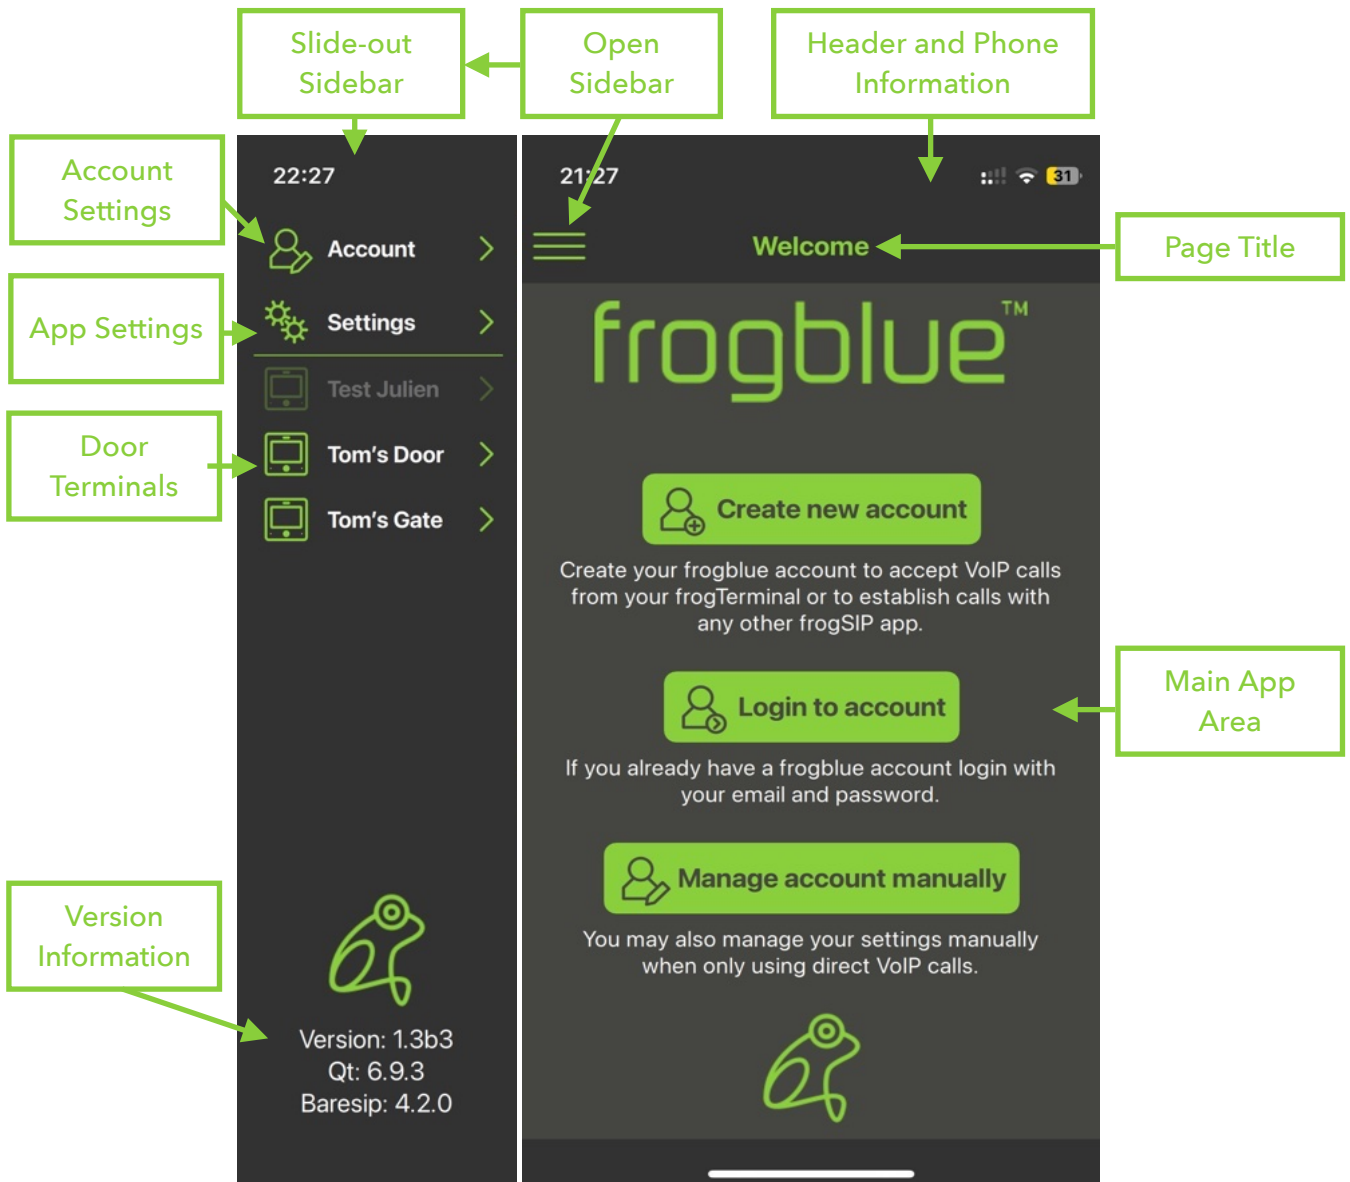 Slide-out
Sidebar
Open
Sidebar
Header and Phone
Information
Account
Settings
App Settings
Door
Terminals
Version
Information
22:27
Account
Settings
Test Julien
Tom's Door
Tom's Gate
Version: 1.3b3
Qt: 6.9.3
Baresip: 4.2.0
21:27
31
Welcome
frogblue™
Create new account
Create your frogblue account to accept VoIP calls
from your frogTerminal or to establish calls with
any other frogSIP app.
Login to account
If you already have a frogblue account login with
your email and password.
Manage account manually
You may also manage your settings manually
when only using direct VoIP calls.
Page Title
Main App
Area